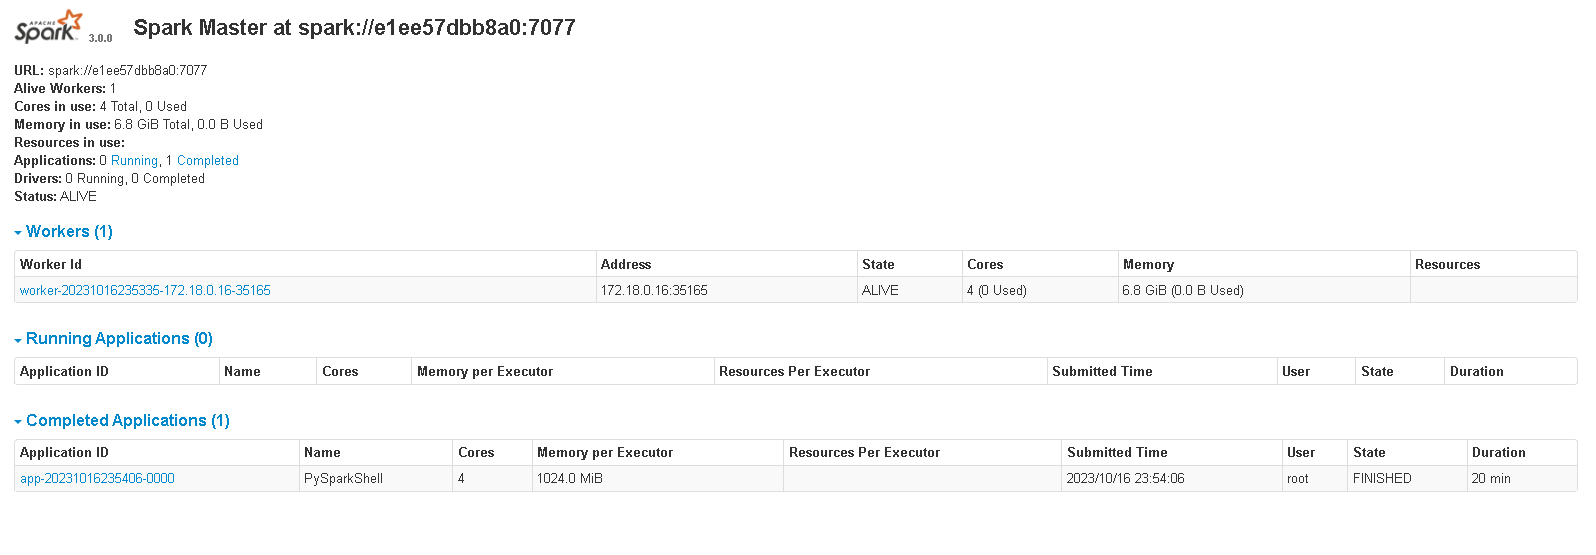 APACHE
Spark 3.0.0 Spark Master at spark://e1ee57dbb8a0:7077
URL: spark://e1ee57dbb8a0:7077
Alive Workers: 1
Cores in use: 4 Total, 0 Used
Memory in use: 6.8 GiB Total, 0.0 B Used
Resources in use:
Applications: 0 Running, 1 Completed
Drivers: 0 Running, 0 Completed
Status: ALIVE
Workers (1)
Worker Id Address State Cores Memory Resources
worker-20231016235335-172.18.0.16-35165 172.18.0.16:35165 ALIVE 4 (0 Used) 6.8 GiB (0.0 B Used)
Running Applications (0)
Application ID Name Cores Memory per Executor Resources Per Executor Submitted Time User State Duration
Completed Applications (1)
Application ID Name Cores Memory per Executor Resources Per Executor Submitted Time User State Duration
app-20231016235406-0000 PySparkShell 4 1024.0 MiB 2023/10/16 23:54:06 root FINISHED 20 min